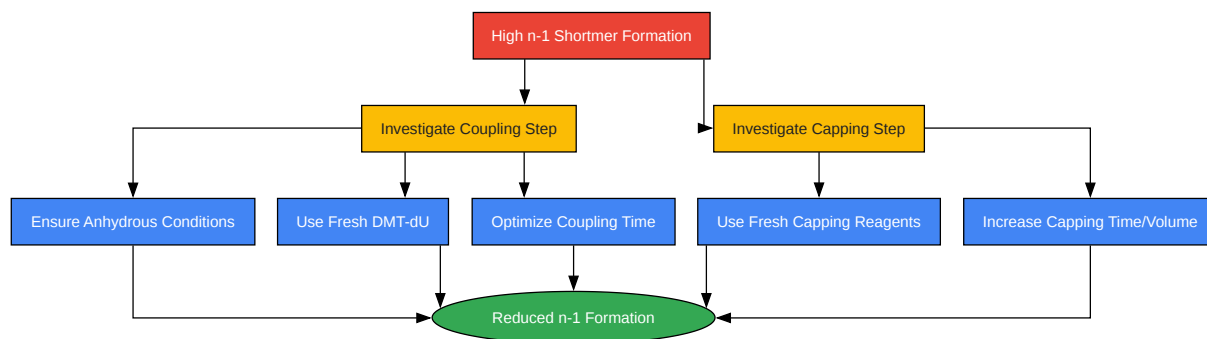 High n-1 Shortmer Formation
Investigate Coupling Step
Investigate Capping Step
Ensure Anhydrous Conditions
Use Fresh DMT-dU
Optimize Coupling Time
Use Fresh Capping Reagents
Increase Capping Time/Volume
Reduced n-1 Formation